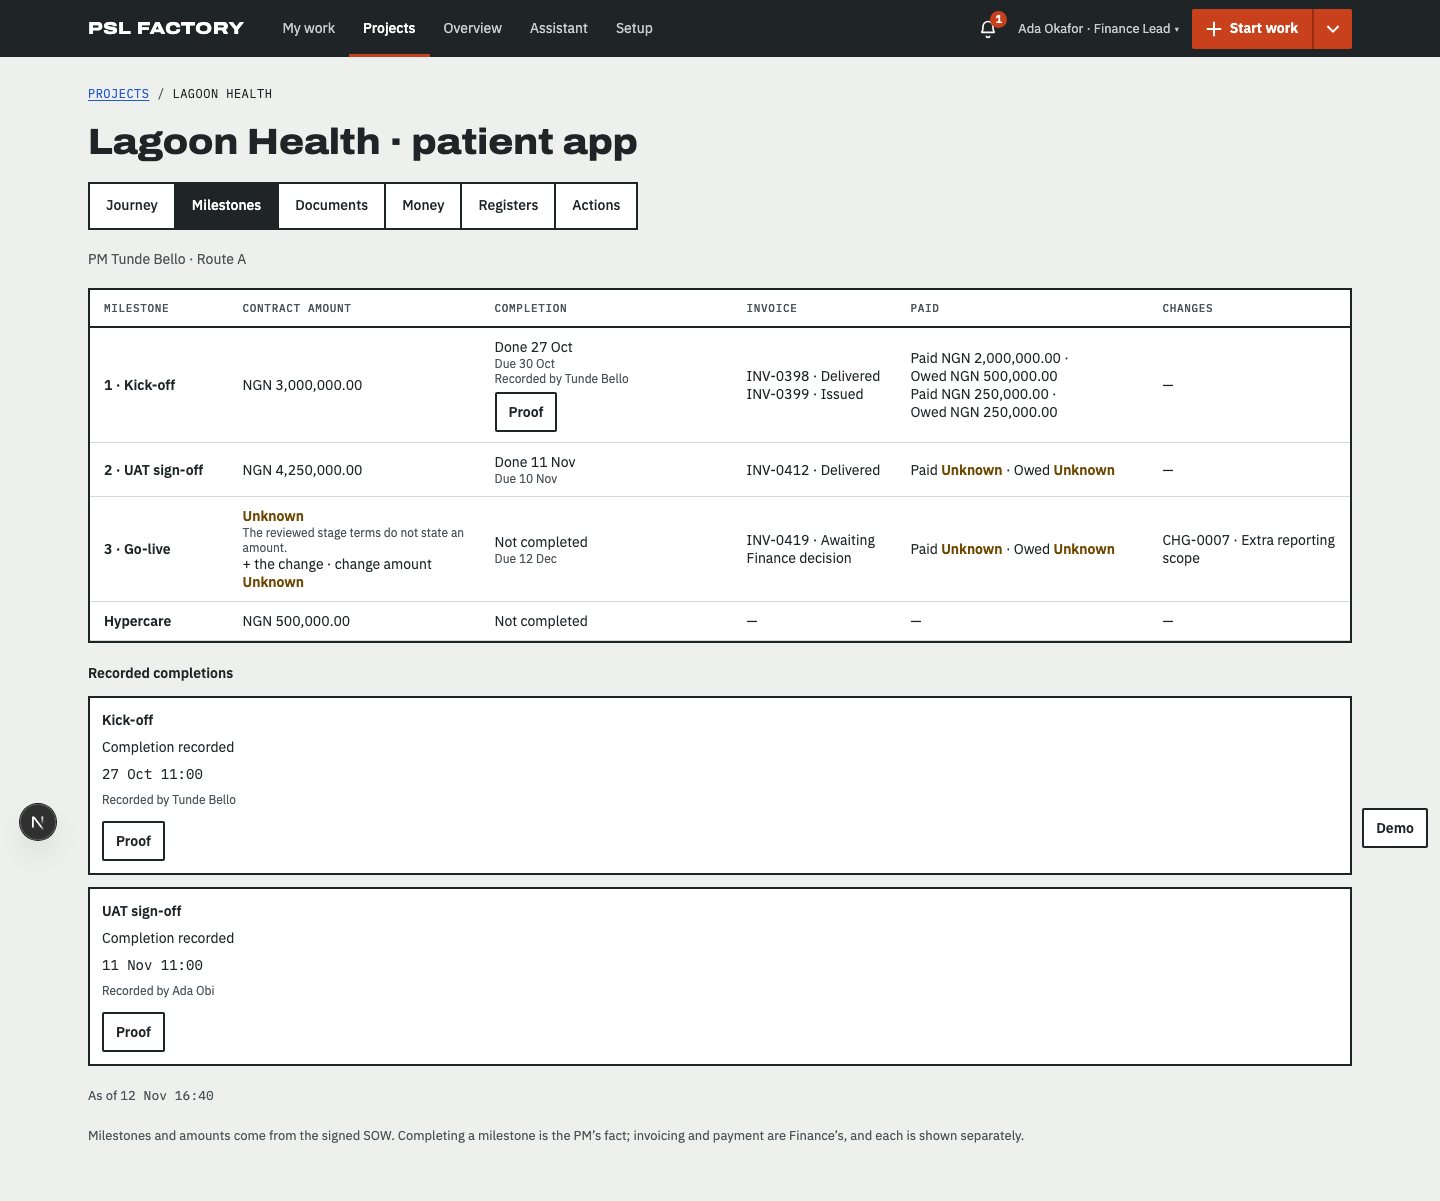 PSL FACTORY
My work
Projects
Overview
Assistant
Setup
1
Ada Okafor · Finance Lead ▾
Start work
PROJECTS / LAGOON HEALTH
Lagoon Health · patient app
Journey
Milestones
Documents
Money
Registers
Actions
PM Tunde Bello · Route A
MILESTONE
CONTRACT AMOUNT
COMPLETION
INVOICE
PAID
CHANGES
1 · Kick-off
NGN 3,000,000.00
Done 27 Oct
Due 30 Oct
Recorded by Tunde Bello
Proof
INV-0398 · Delivered
INV-0399 · Issued
Paid NGN 2,000,000.00 ·
Owed NGN 500,000.00
Paid NGN 250,000.00 ·
Owed NGN 250,000.00
—
2 · UAT sign-off
NGN 4,250,000.00
Done 11 Nov
Due 10 Nov
INV-0412 · Delivered
Paid Unknown · Owed Unknown
—
3 · Go-live
Unknown
The reviewed stage terms do not state an
amount.
+ the change · change amount
Unknown
Not completed
Due 12 Dec
INV-0419 · Awaiting
Finance decision
Paid Unknown · Owed Unknown
CHG-0007 · Extra reporting
scope
Hypercare
NGN 500,000.00
Not completed
—
—
—
Recorded completions
Kick-off
Completion recorded
27 Oct 11:00
Recorded by Tunde Bello
Proof
N
Demo
UAT sign-off
Completion recorded
11 Nov 11:00
Recorded by Ada Obi
Proof
As of 12 Nov 16:40
Milestones and amounts come from the signed SOW. Completing a milestone is the PM’s fact; invoicing and payment are Finance’s, and each is shown separately.